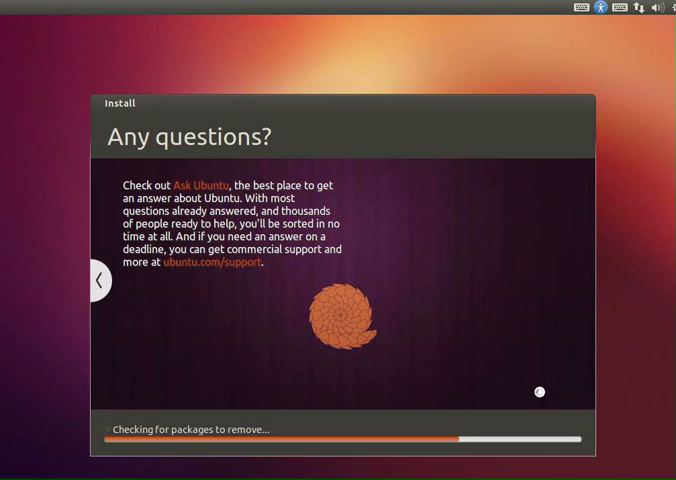 Install
Any questions?
Check out Ask Ubuntu, the best place to get
an answer about Ubuntu. With most
questions already answered, and thousands
of people ready to help, you'll be sorted in no
time at all. And if you need an answer on a
deadline, you can get commercial support and
more at ubuntu.com/support.
Checking for packages to remove...